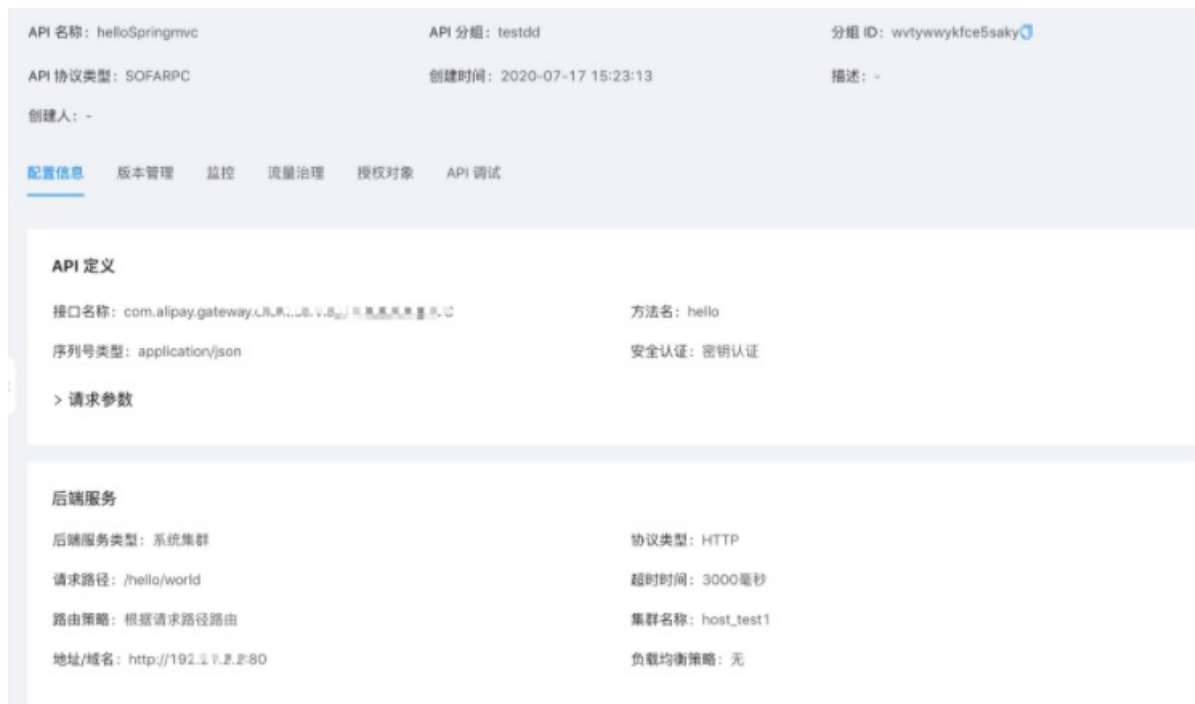 API 名称：helloSpringmvc API 分组：testdd 分组 ID：wvtywwykfce5saky
API 协议类型：SOFARPC 创建时间：2020-07-17 15:23:13 描述：-
创建人：-
配置信息 版本管理 监控 流量治理 授权对象 API 调试
API 定义
接口名称：com.alipay.gateway. 方法名：hello
序列号类型：application/json 安全认证：密钥认证
> 请求参数
后端服务
后端服务类型：系统集群 协议类型：HTTP
请求路径：/hello/world 超时时间：3000毫秒
路由策略：根据请求路径路由 集群名称：host_test1
地址/域名：http://192. :80 负载均衡策略：无